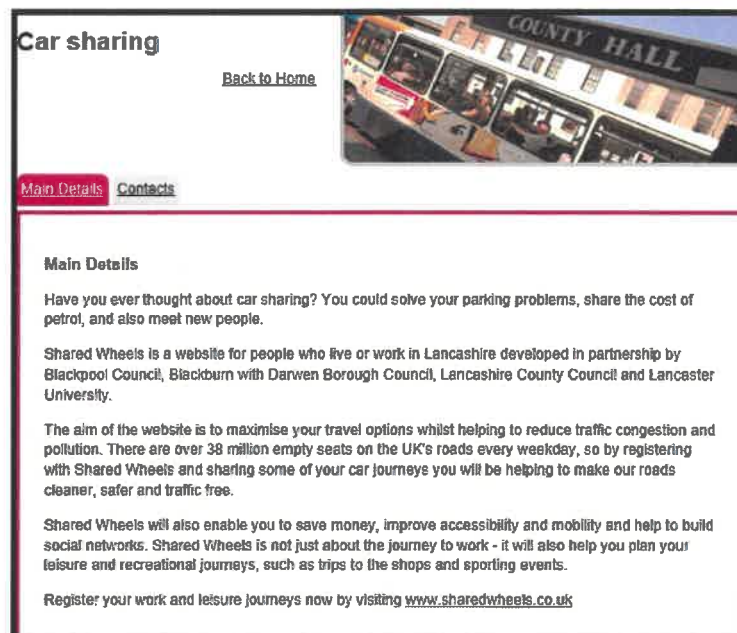 COUNTY HALL
Car sharing
Back to Home
Main Details Contacts
Main Details
Have you ever thought about car sharing? You could solve your parking problems, share the cost of
petrol, and also meet new people.
Shared Wheels is a website for people who live or work in Lancashire developed in partnership by
Blackpool Council, Blackburn with Darwen Borough Council, Lancashire County Council and Lancaster
University.
The aim of the website is to maximise your travel options whilst helping to reduce traffic congestion and
pollution. There are over 38 million empty seats on the UK's roads every weekday, so by registering
with Shared Wheels and sharing some of your car journeys you will be helping to make our roads
cleaner, safer and traffic free.
Shared Wheels will also enable you to save money, improve accessibility and mobility and help to build
social networks. Shared Wheels is not just about the journey to work - it will also help you plan your
leisure and recreational journeys, such as trips to the shops and sporting events.
Register your work and leisure journeys now by visiting www.sharedwheels.co.uk